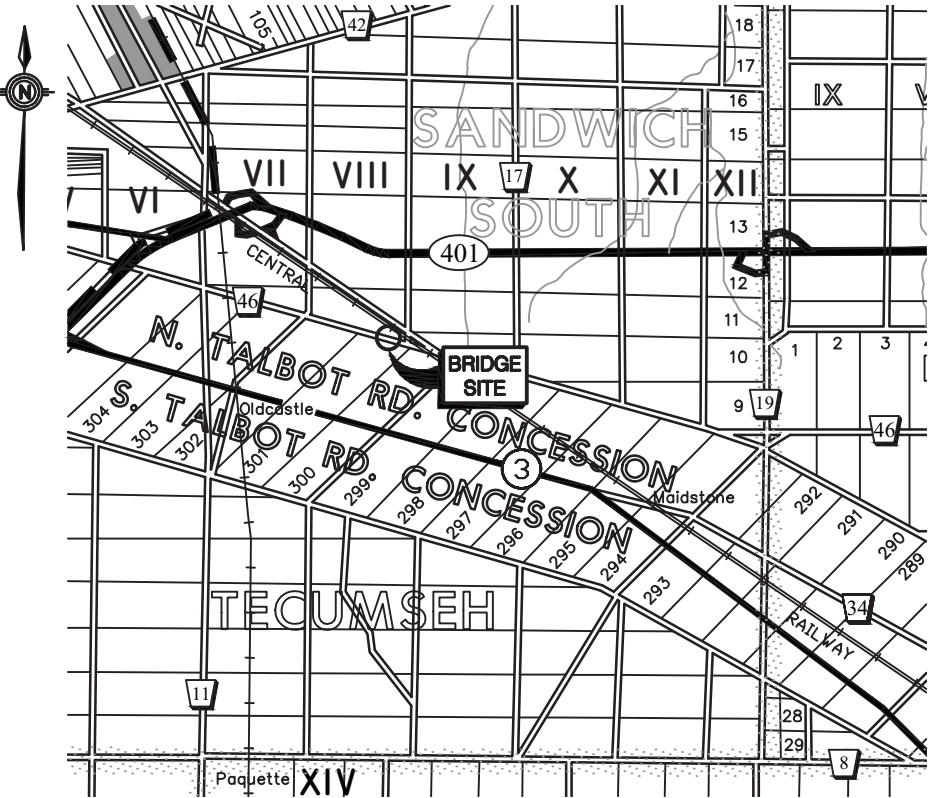 105
42
18
17
IX
16
SANDWICH
15
N
VII
VIII
IX
17
X
XI
XII
VI
SOUTH
13
401
CENTRAL
12
46
11
N. TALBOT RD. CONCESSION
BRIDGE
SITE
10
1
2
3
9
19
46
S. TALBOT RD CONCESSION
Oldcastle
304
303
302
301
300
299
298
297
296
295
294
293
3
Maidstone
292
291
290
289
TECUMSEH
34
RAILWAY
11
28
29
8
Paquette
XIV